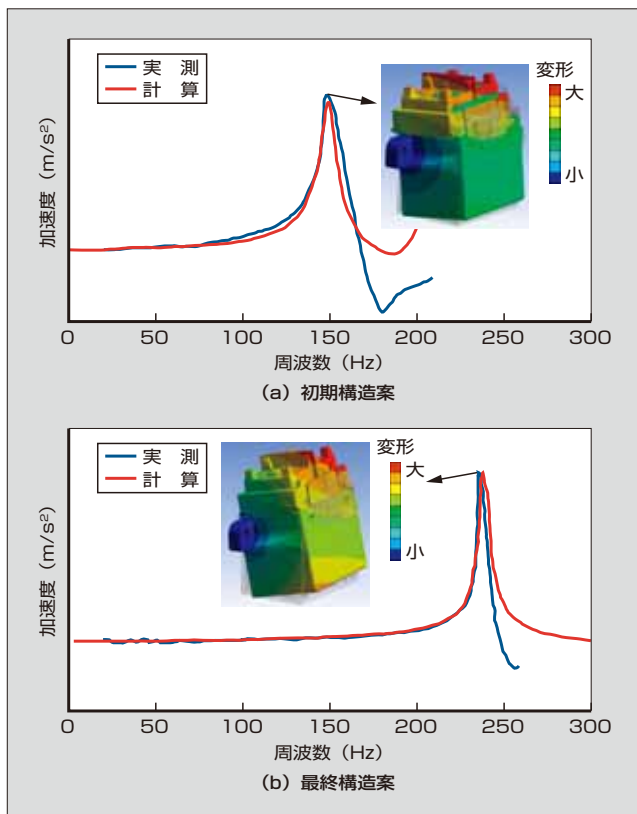 実 測
計 算
変形
大
小
加速度 (m/s²)
0 50 100 150 200 250 300
周波数 (Hz)
(a) 初期構造案
実 測
計 算
変形
大
小
加速度 (m/s²)
0 50 100 150 200 250 300
周波数 (Hz)
(b) 最終構造案